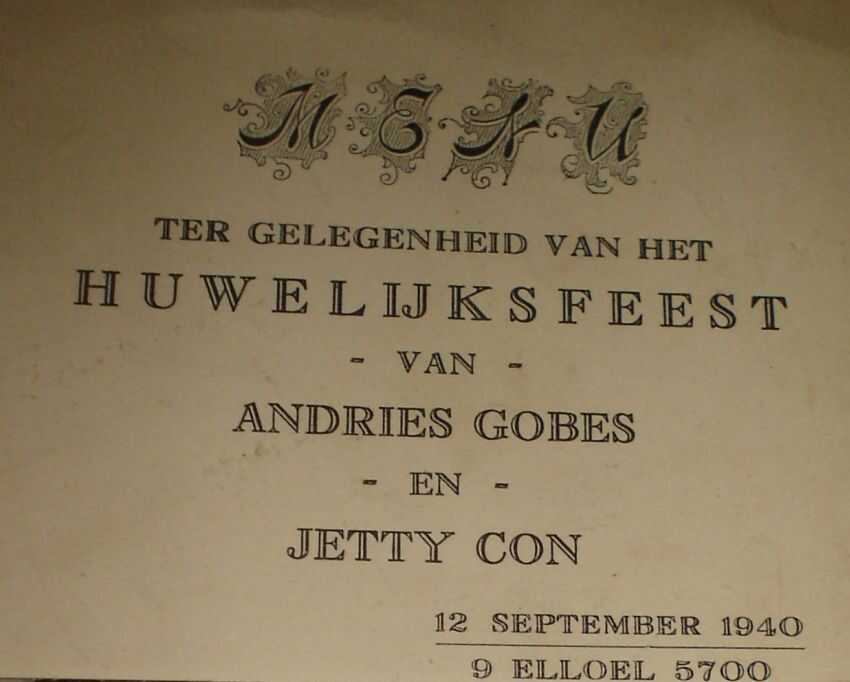 MENU
TER GELEGENHEID VAN HET
HUWELIJKSFEEST
- VAN -
ANDRIES GOBES
- EN -
JETTY CON
12 SEPTEMBER 1940
9 ELLOEL 5700